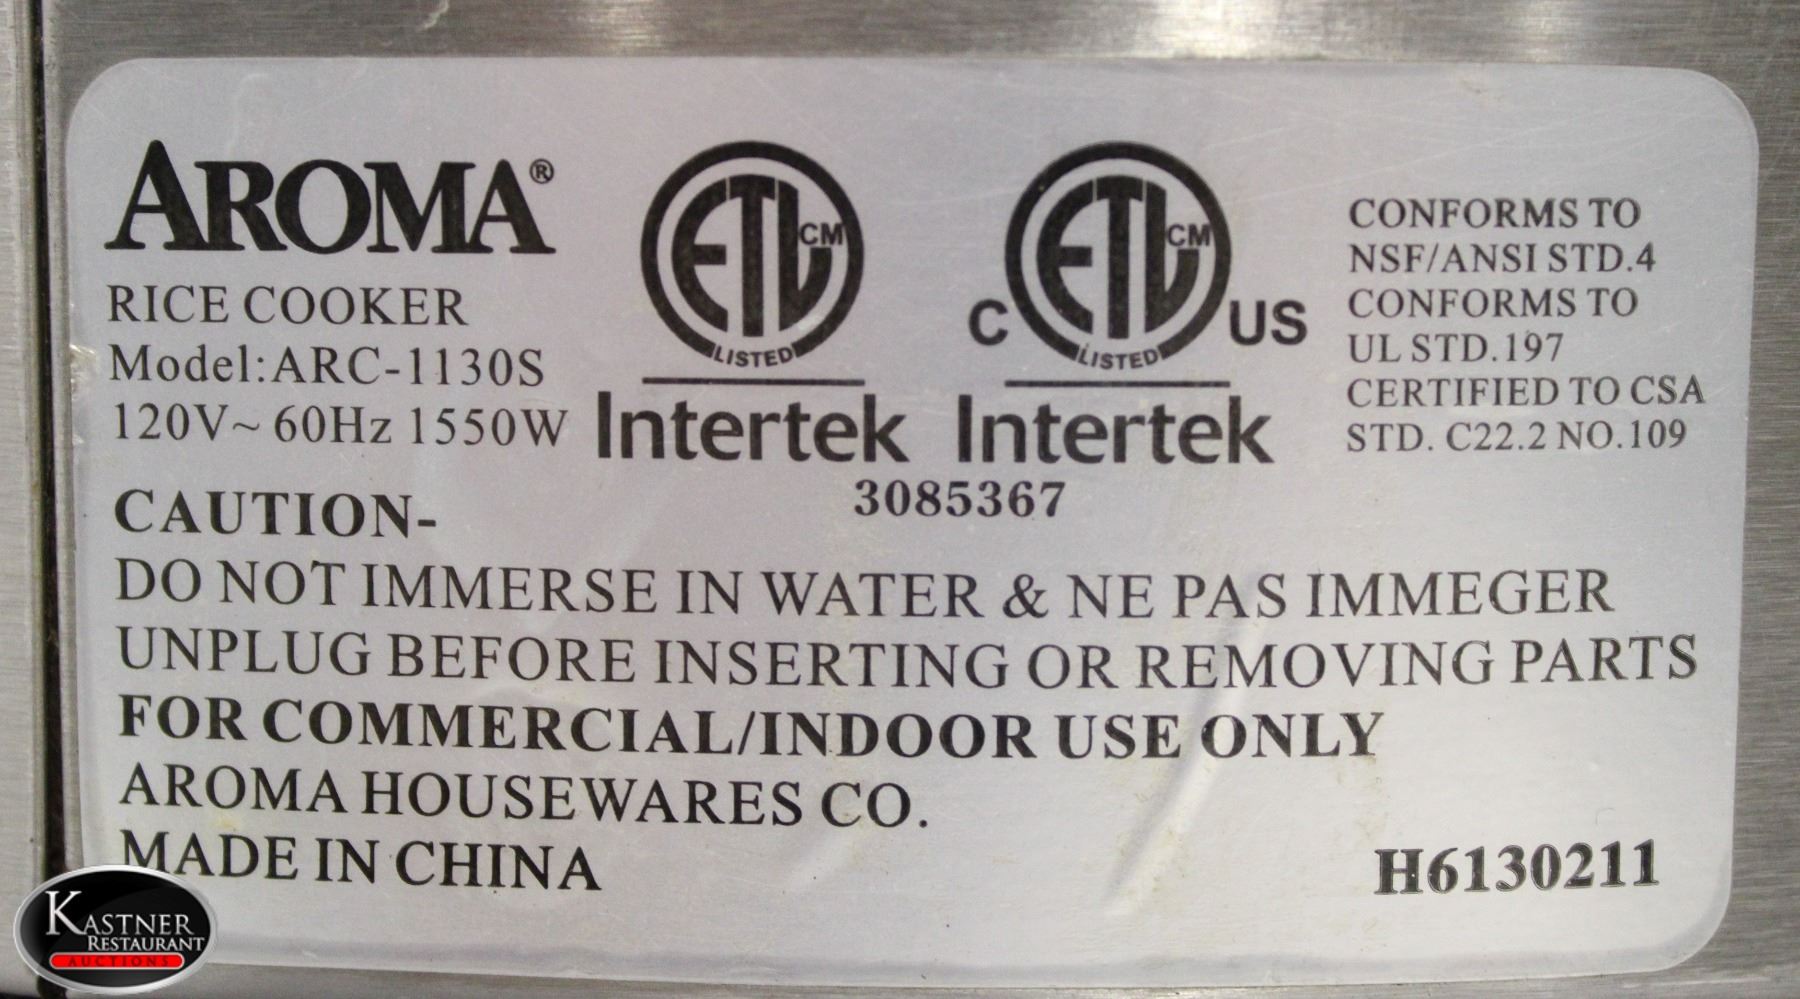 AROMA®
RICE COOKER
Model:ARC-1130S
120V~ 60Hz 1550W
ETL CM
LISTED
Intertek
C ETL CM US
LISTED
Intertek
3085367
CONFORMS TO
NSF/ANSI STD.4
CONFORMS TO
UL STD.197
CERTIFIED TO CSA
STD. C22.2 NO.109
CAUTION-
DO NOT IMMERSE IN WATER & NE PAS IMMEGER
UNPLUG BEFORE INSERTING OR REMOVING PARTS
FOR COMMERCIAL/INDOOR USE ONLY
AROMA HOUSEWARES CO.
MADE IN CHINA
H6130211
KASTNER
RESTAURANT
AUCTIONS